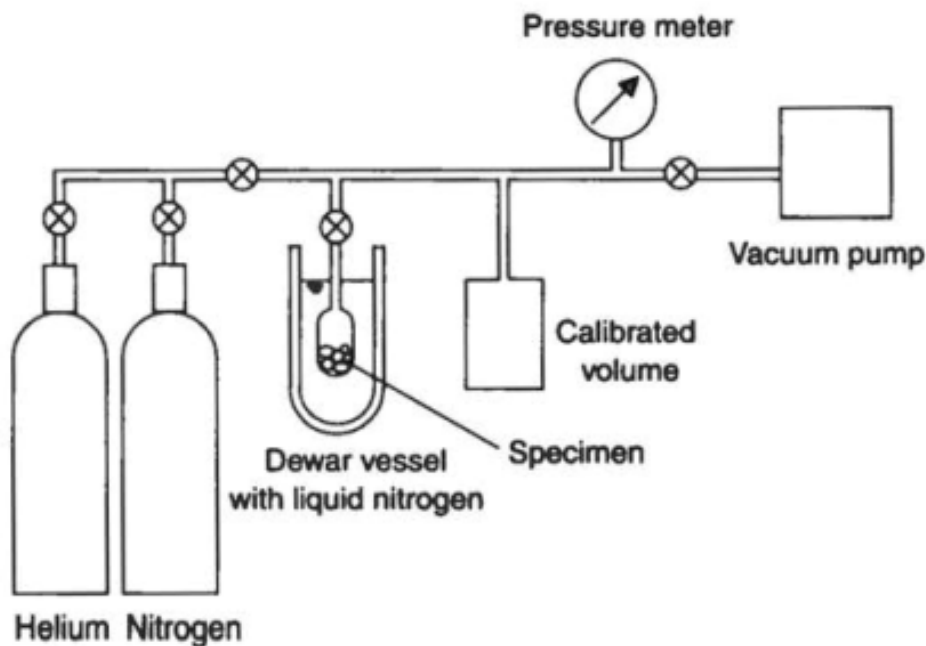 Pressure meter
Vacuum pump
Calibrated
volume
Specimen
Dewar vessel
with liquid nitrogen
Helium Nitrogen